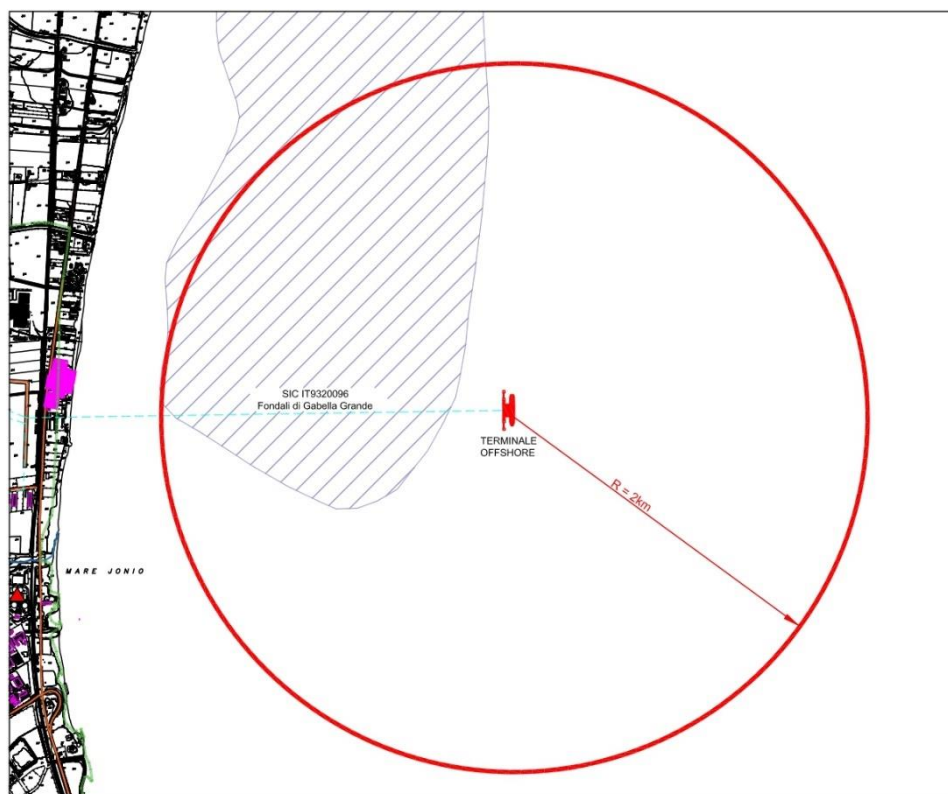 SIC IT9320096
Fondali di Gabella Grande
TERMINALE
OFFSHORE
R = 2km
MARE JONIO